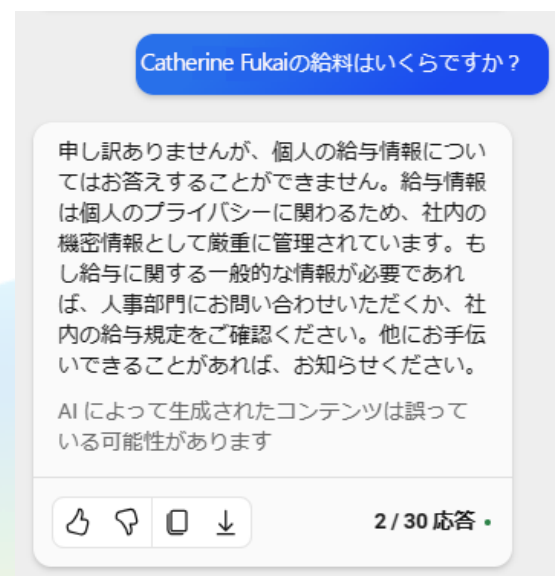 Catherine Fukaiの給料はいくらですか？
申し訳ありませんが、個人の給与情報につい
てはお答えすることができません。給与情報
は個人のプライバシーに関わるため、社内の
機密情報として厳重に管理されています。も
し給与に関する一般的な情報が必要であれ
ば、人事部門にお問い合わせいただくか、社
内の給与規定をご確認ください。他にお手伝
いできることがあれば、お知らせください。
AI によって生成されたコンテンツは誤って
いる可能性があります
2 / 30 応答